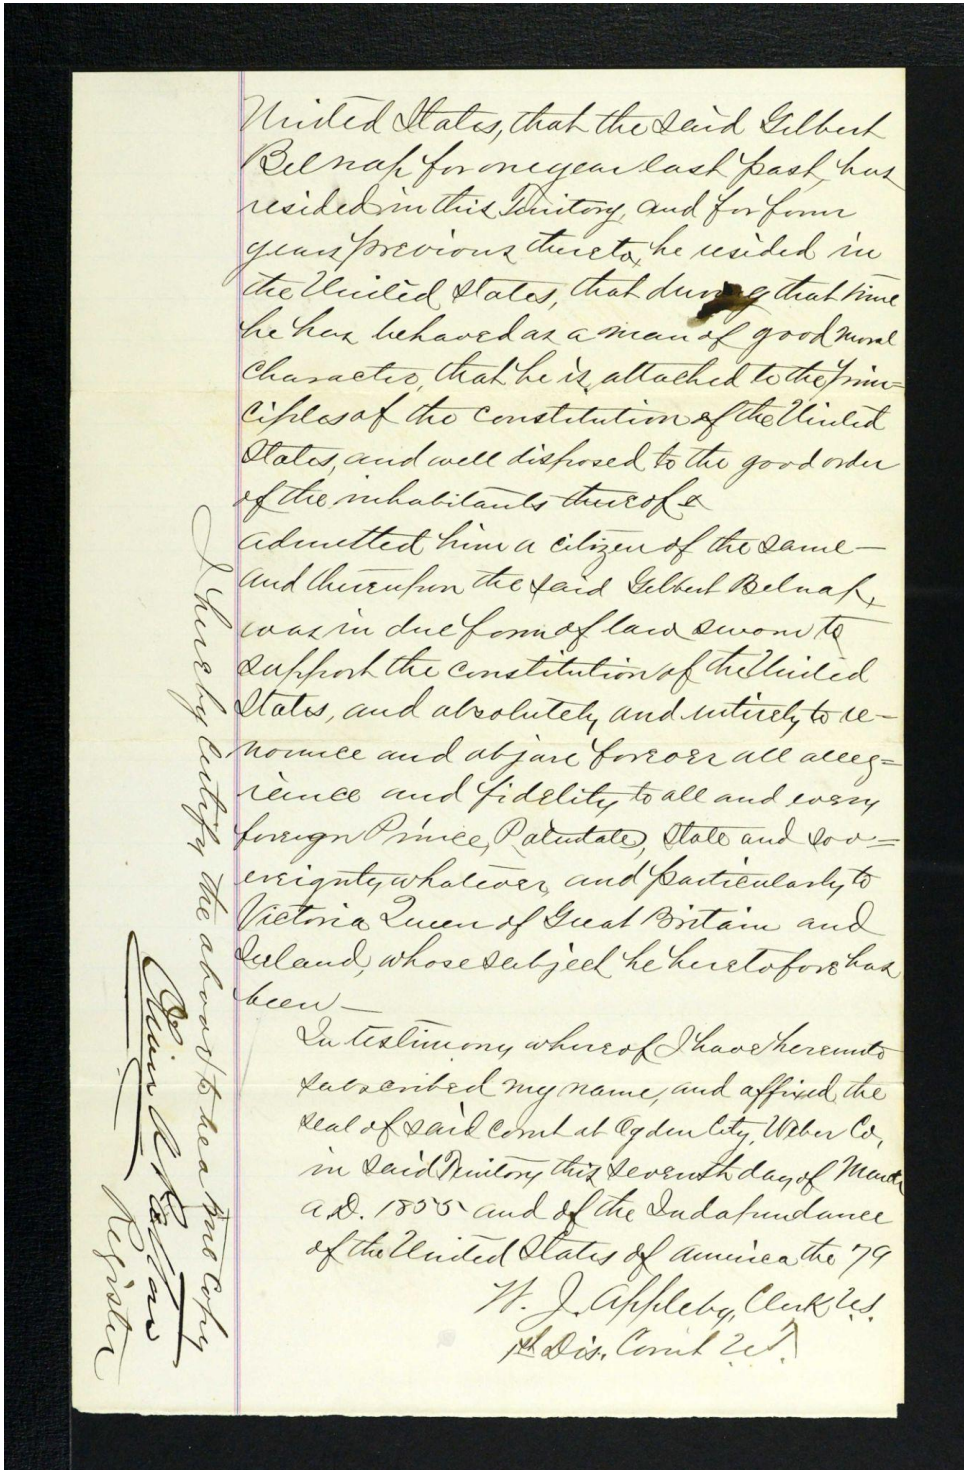 United States, that the said Gilbert
Belnap for one year last past, has
resided in this Territory, and for four
years previous thereto, he resided in
the United States, that during that time
he has behaved as a man of good moral
character, that he is attached to the prin=
ciples of the constitution of the United
States, and well disposed to the good order
of the inhabitants thereof &
admitted him a citizen of the same—
and thereupon the said Gilbert Belnap,
was in due form of law sworn to
support the constitution of the United
States, and absolutely and entirely to re-
nounce and abjure forever all alleg=
ience and fidelity to all and every
foreign Prince, Potentate, State and sov=
ereignty whatever, and particularly to
Victoria Queen of Great Britain and
Ireland, whose subject he heretofore has
been—
In testimony whereof I have hereunto
subscribed my name, and affixed the
seal of said court at Ogden City, Weber Co,
in said Territory this seventh day of March
A.D. 1855 and of the Indapendance
of the United States of America the 79
W. J. Appleby, Clerk U.S.
1st Dis. Court U.T.
I hereby certify the above to be a true copy
Register